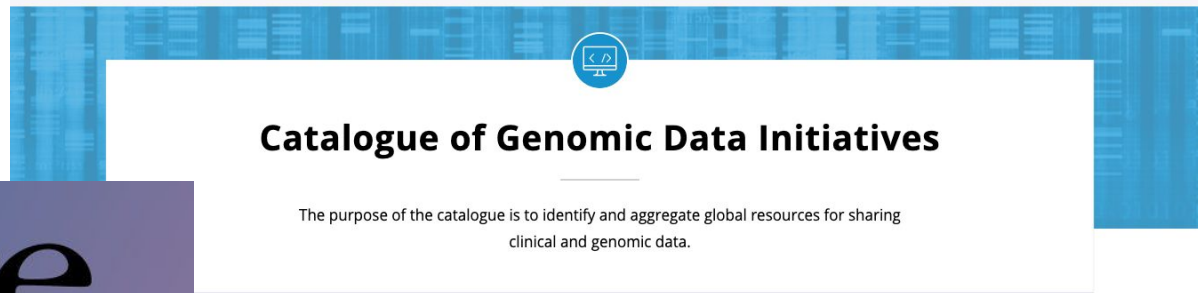 Catalogue of Genomic Data Initiatives
The purpose of the catalogue is to identify and aggregate global resources for sharing
clinical and genomic data.
e